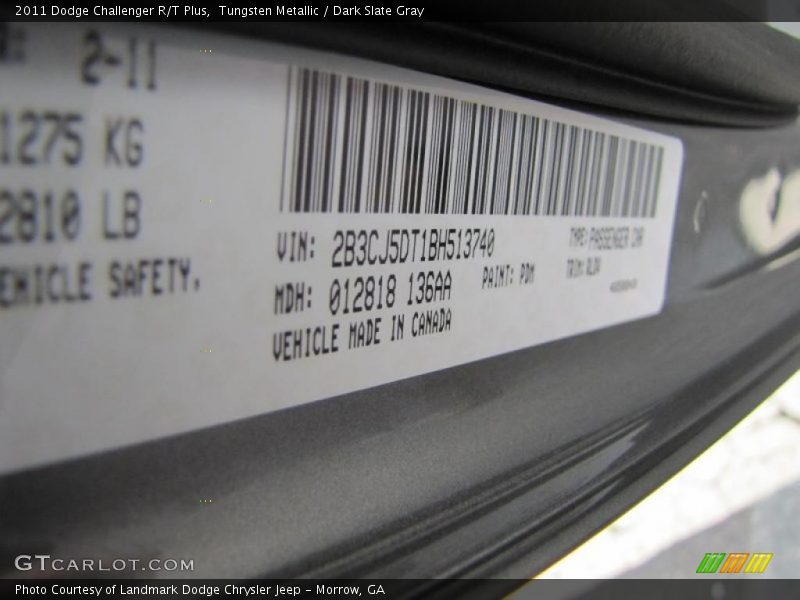 2011 Dodge Challenger R/T Plus, Tungsten Metallic / Dark Slate Gray
2-11
1275 KG
2810 LB
VEHICLE SAFETY.
VIN: 2B3CJ5DT1BH513740
TYPE: PASSENGER CAR
MDH: 012818 136AA
PAINT: PDM
TRIM:
VEHICLE MADE IN CANADA
GTCARLOT.COM
Photo Courtesy of Landmark Dodge Chrysler Jeep – Morrow, GA